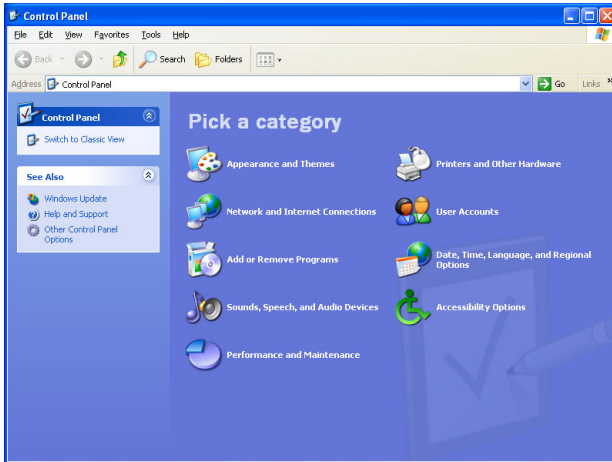 Control Panel
File Edit View Favorites Tools Help
Back Search Folders
Address Control Panel Go Links »
Control Panel
Switch to Classic View
See Also
Windows Update
Help and Support
Other Control Panel
Options
Pick a category
Appearance and Themes
Printers and Other Hardware
Network and Internet Connections
User Accounts
Add or Remove Programs
Date, Time, Language, and Regional
Options
Sounds, Speech, and Audio Devices
Accessibility Options
Performance and Maintenance